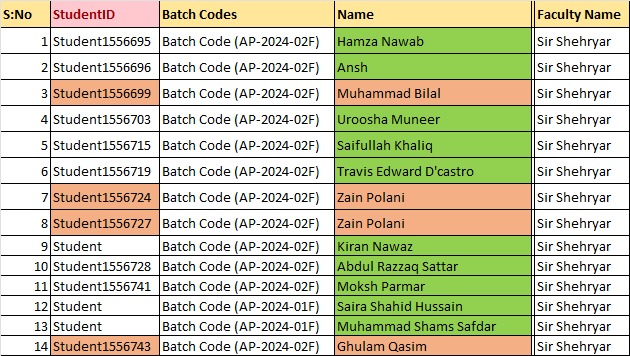 S:No StudentID Batch Codes Name Faculty Name
1 Student1556695 Batch Code (AP-2024-02F) Hamza Nawab Sir Shehryar
2 Student1556696 Batch Code (AP-2024-02F) Ansh Sir Shehryar
3 Student1556699 Batch Code (AP-2024-02F) Muhammad Bilal Sir Shehryar
4 Student1556703 Batch Code (AP-2024-02F) Uroosha Muneer Sir Shehryar
5 Student1556715 Batch Code (AP-2024-02F) Saifullah Khaliq Sir Shehryar
6 Student1556719 Batch Code (AP-2024-02F) Travis Edward D'castro Sir Shehryar
7 Student1556724 Batch Code (AP-2024-02F) Zain Polani Sir Shehryar
8 Student1556727 Batch Code (AP-2024-02F) Zain Polani Sir Shehryar
9 Student Batch Code (AP-2024-02F) Kiran Nawaz Sir Shehryar
10 Student1556728 Batch Code (AP-2024-02F) Abdul Razzaq Sattar Sir Shehryar
11 Student1556741 Batch Code (AP-2024-02F) Moksh Parmar Sir Shehryar
12 Student Batch Code (AP-2024-01F) Saira Shahid Hussain Sir Shehryar
13 Student Batch Code (AP-2024-01F) Muhammad Shams Safdar Sir Shehryar
14 Student1556743 Batch Code (AP-2024-02F) Ghulam Qasim Sir Shehryar